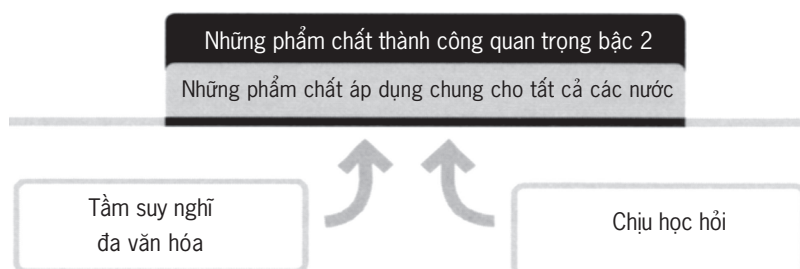 Những phẩm chất thành công quan trọng bậc 2
Những phẩm chất áp dụng chung cho tất cả các nước
Tầm suy nghĩ
đa văn hóa
Chịu học hỏi